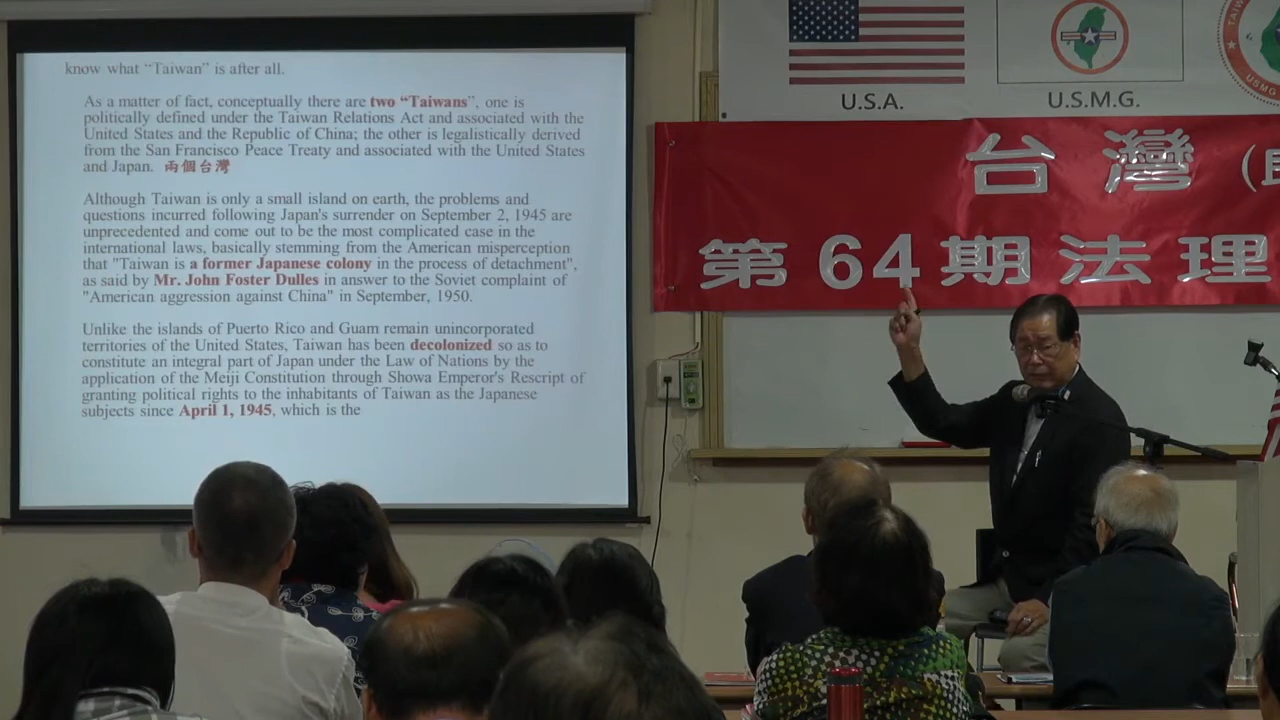 know what “Taiwan” is after all.
As a matter of fact, conceptually there are two “Taiwans”, one is
politically defined under the Taiwan Relations Act and associated with the
United States and the Republic of China; the other is legalistically derived
from the San Francisco Peace Treaty and associated with the United States
and Japan. 兩個台灣
Although Taiwan is only a small island on earth, the problems and
questions incurred following Japan's surrender on September 2, 1945 are
unprecedented and come out to be the most complicated case in the
international laws, basically stemming from the American misperception
that "Taiwan is a former Japanese colony in the process of detachment",
as said by Mr. John Foster Dulles in answer to the Soviet complaint of
"American aggression against China" in September, 1950.
Unlike the islands of Puerto Rico and Guam remain unincorporated
territories of the United States, Taiwan has been decolonized so as to
constitute an integral part of Japan under the Law of Nations by the
application of the Meiji Constitution through Showa Emperor's Rescript of
granting political rights to the inhabitants of Taiwan as the Japanese
subjects since April 1, 1945, which is the
U.S.A.
U.S.M.G.
台灣(
第64期法理